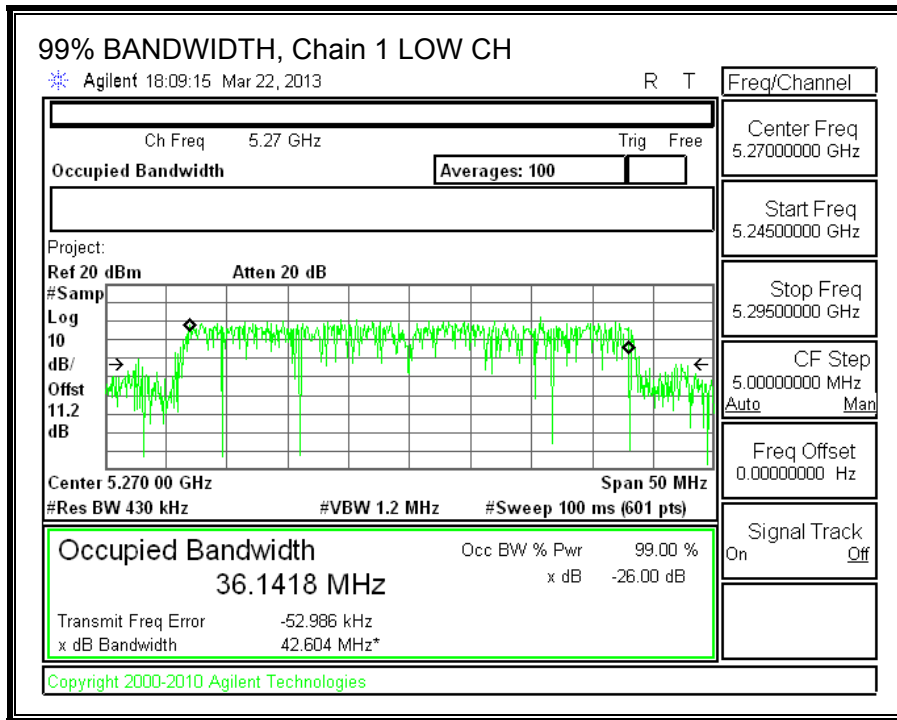 99% BANDWIDTH, Chain 1 LOW CH
Agilent 18:09:15 Mar 22, 2013 R T
Freq/Channel
Ch Freq 5.27 GHz Trig Free
Occupied Bandwidth Averages: 100
Project:
Ref 20 dBm Atten 20 dB
#Samp
Log
10
dB/
Offst
11.2
dB
Center 5.270 00 GHz Span 50 MHz
#Res BW 430 kHz #VBW 1.2 MHz #Sweep 100 ms (601 pts)
Occupied Bandwidth Occ BW % Pwr 99.00 %
36.1418 MHz x dB -26.00 dB
Transmit Freq Error -52.986 kHz
x dB Bandwidth 42.604 MHz*
Copyright 2000-2010 Agilent Technologies
Center Freq
5.27000000 GHz
Start Freq
5.24500000 GHz
Stop Freq
5.29500000 GHz
CF Step
5.00000000 MHz
Auto Man
Freq Offset
0.00000000 Hz
Signal Track
On Off